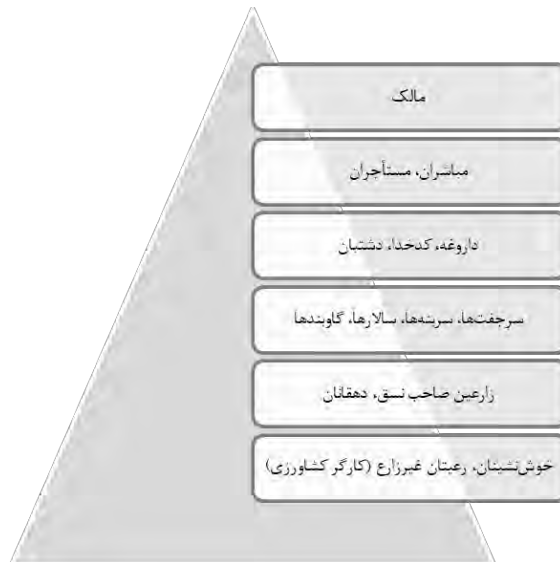 مالک
مباشران، مستأجران
داروغه، کدخدا، دشتبان
سرجفت‌ها، سربنه‌ها، سالارها، گاوبندها
زارعین صاحب نسق، دهقانان
خوش‌نشینان، رعیتان غیرزارع (کارگر کشاورزی)